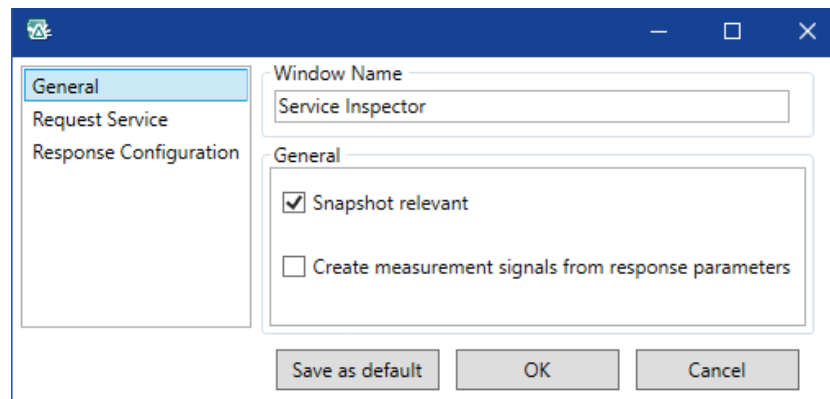 General
Request Service
Response Configuration
Window Name
Service Inspector
General
Snapshot relevant
Create measurement signals from response parameters
Save as default
OK
Cancel